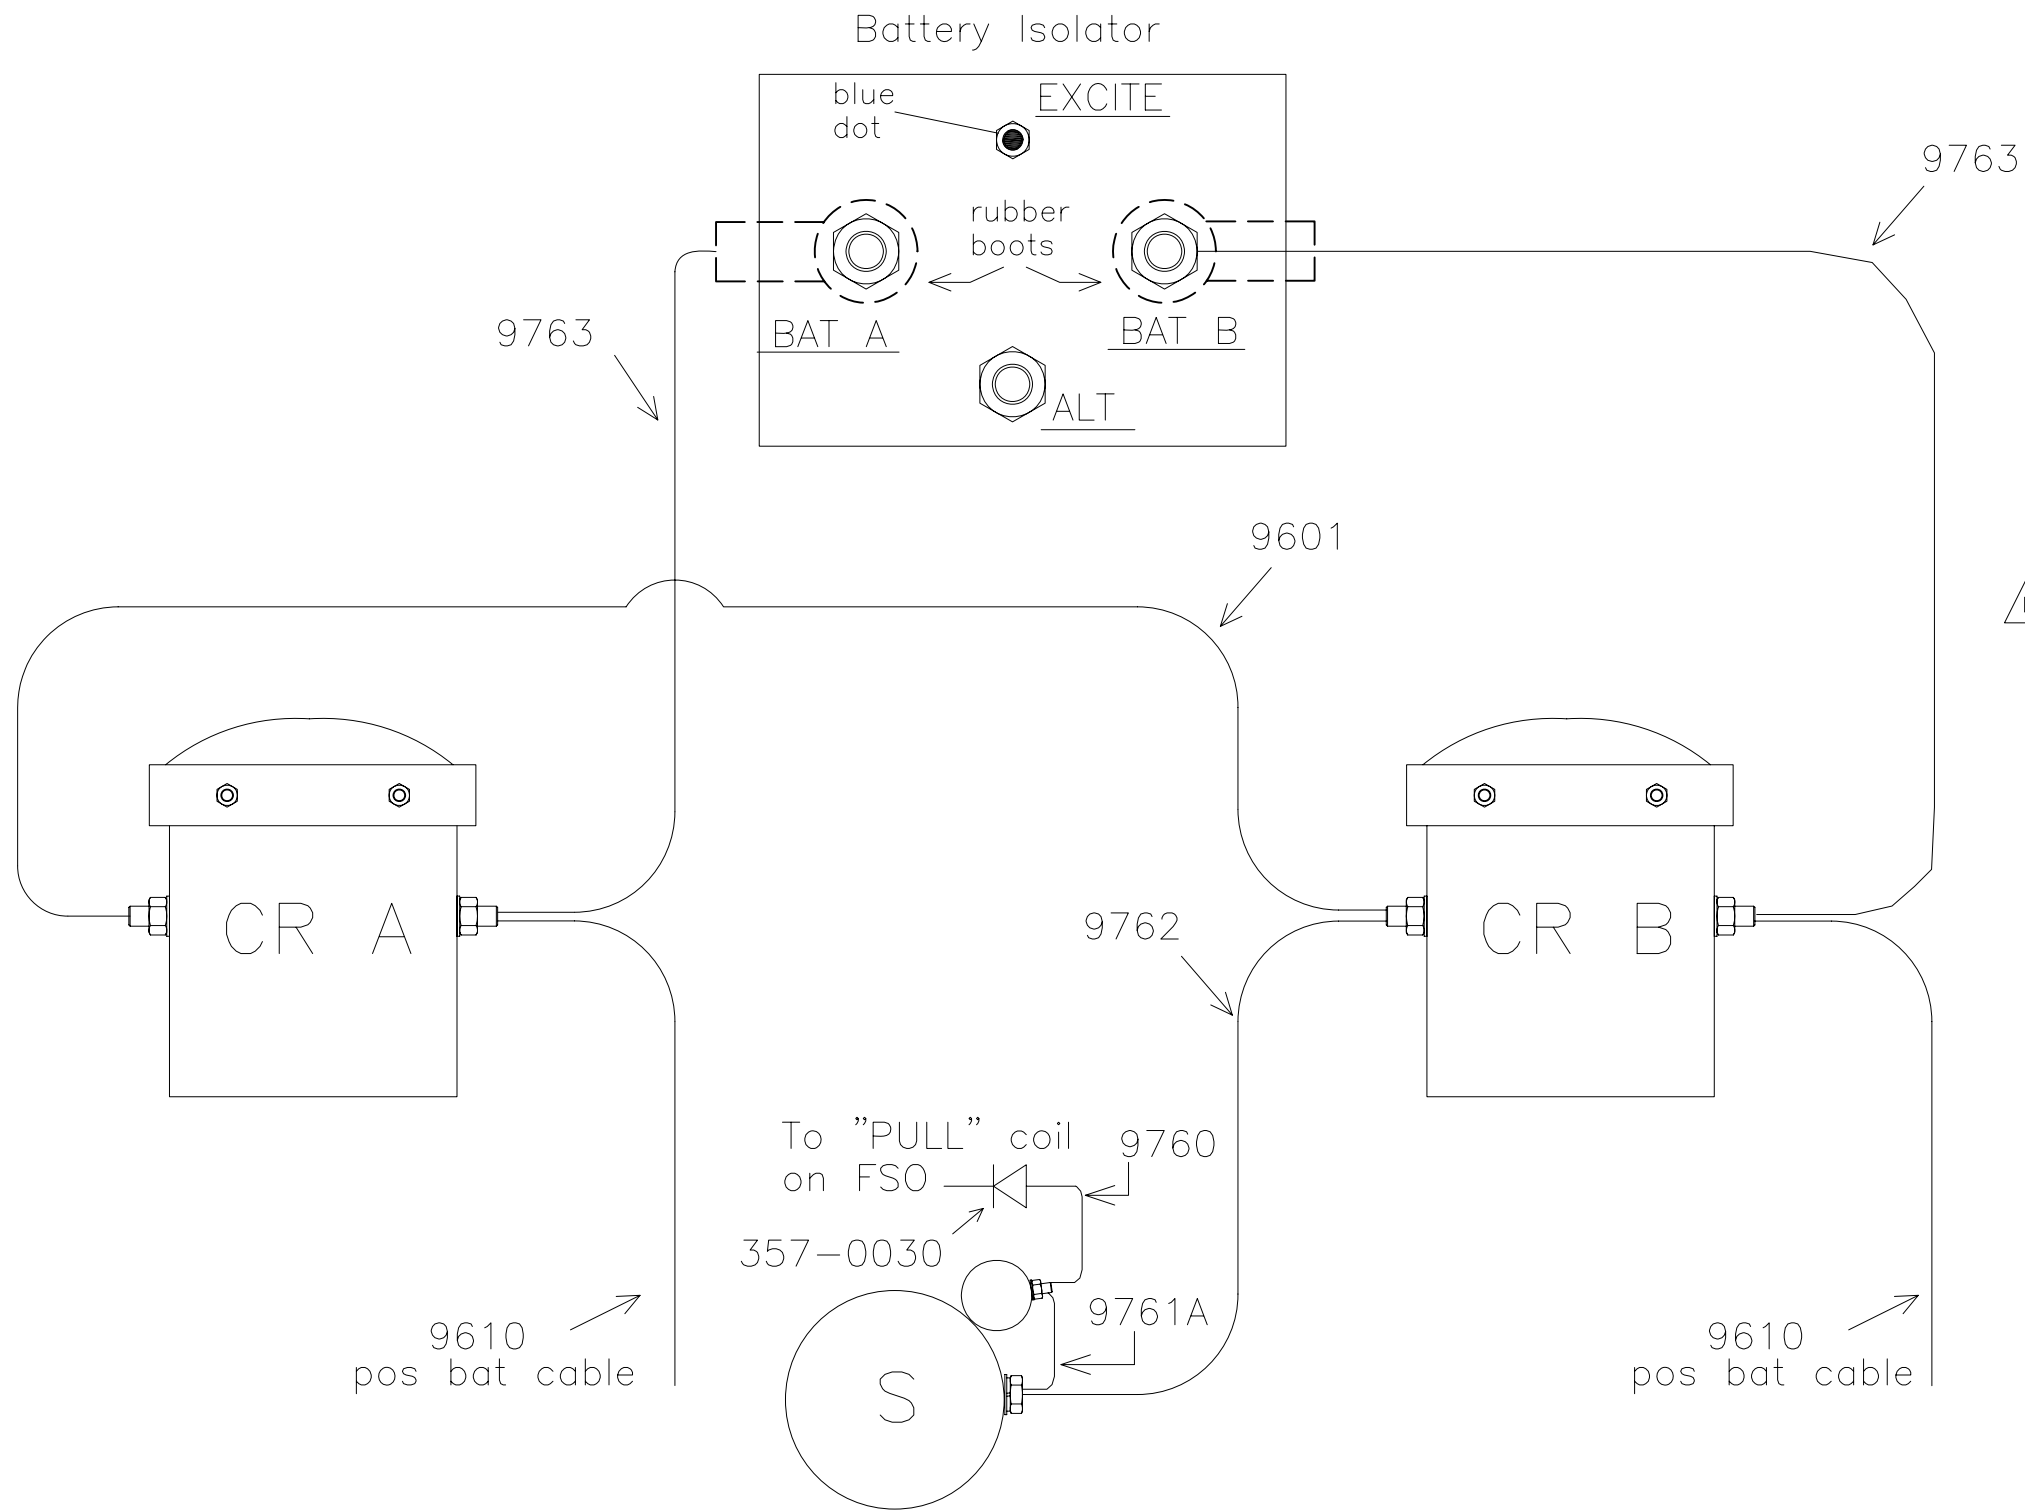 Battery Isolator
blue
dot
EXCITE
9763
rubber
boots
9763
BAT A
BAT B
ALT
9601
CR A
9762
CR B
To "PULL" coil
on FSO
9760
357-0030
9761A
9610
pos bat cable
S
9610
pos bat cable